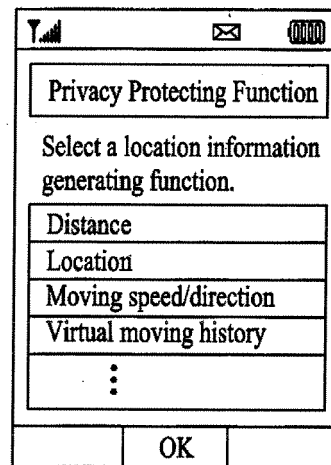 Privacy Protecting Function
Select a location information
generating function.
Distance
Location
Moving speed/direction
Virtual moving history
OK